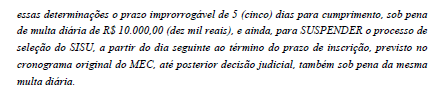 essas determinações o prazo improrrogável de 5 (cinco) dias para cumprimento, sob pena
de multa diária de R$ 10.000,00 (dez mil reais), e ainda, para SUSPENDER o processo de
seleção do SISU, a partir do dia seguinte ao término do prazo de inscrição, previsto no
cronograma original do MEC, até posterior decisão judicial, também sob pena da mesma
multa diária.